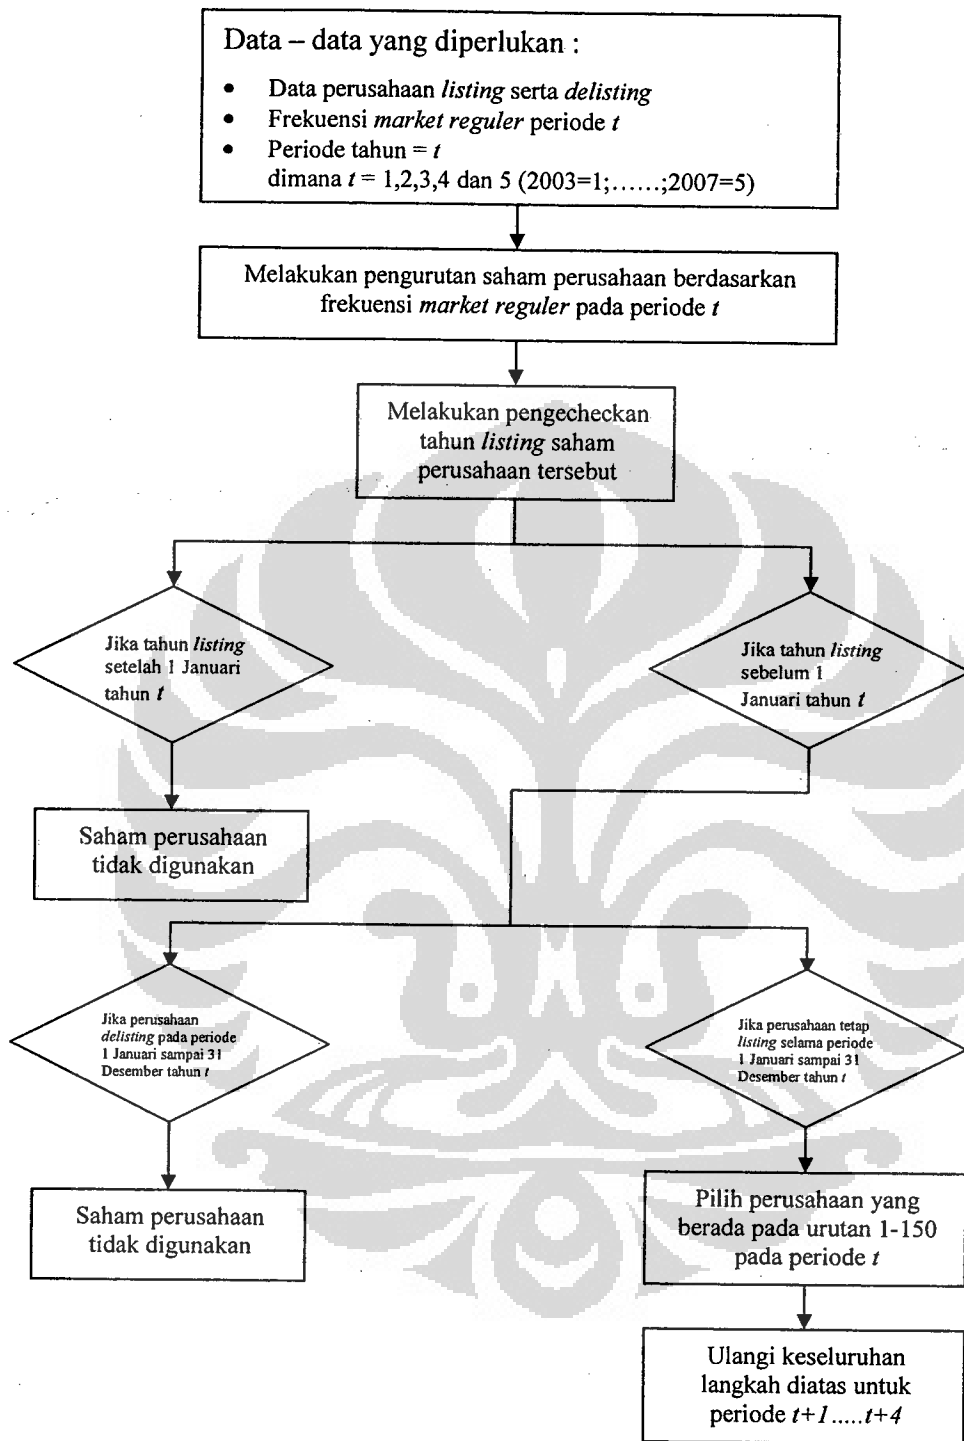 Data – data yang diperlukan :
• Data perusahaan listing serta delisting
• Frekuensi market reguler periode t
• Periode tahun = t
dimana t = 1,2,3,4 dan 5 (2003=1;......;2007=5)
Melakukan pengurutan saham perusahaan berdasarkan
frekuensi market reguler pada periode t
Melakukan pengecheckan
tahun listing saham
perusahaan tersebut
Jika tahun listing
setelah 1 Januari
tahun t
Jika tahun listing
sebelum 1
Januari tahun t
Saham perusahaan
tidak digunakan
Jika perusahaan
delisting pada periode
1 Januari sampai 31
Desember tahun t
Jika perusahaan tetap
listing selama periode
1 Januari sampai 31
Desember tahun t
Saham perusahaan
tidak digunakan
Pilih perusahaan yang
berada pada urutan 1-150
pada periode t
Ulangi keseluruhan
langkah diatas untuk
periode t+1.....t+4